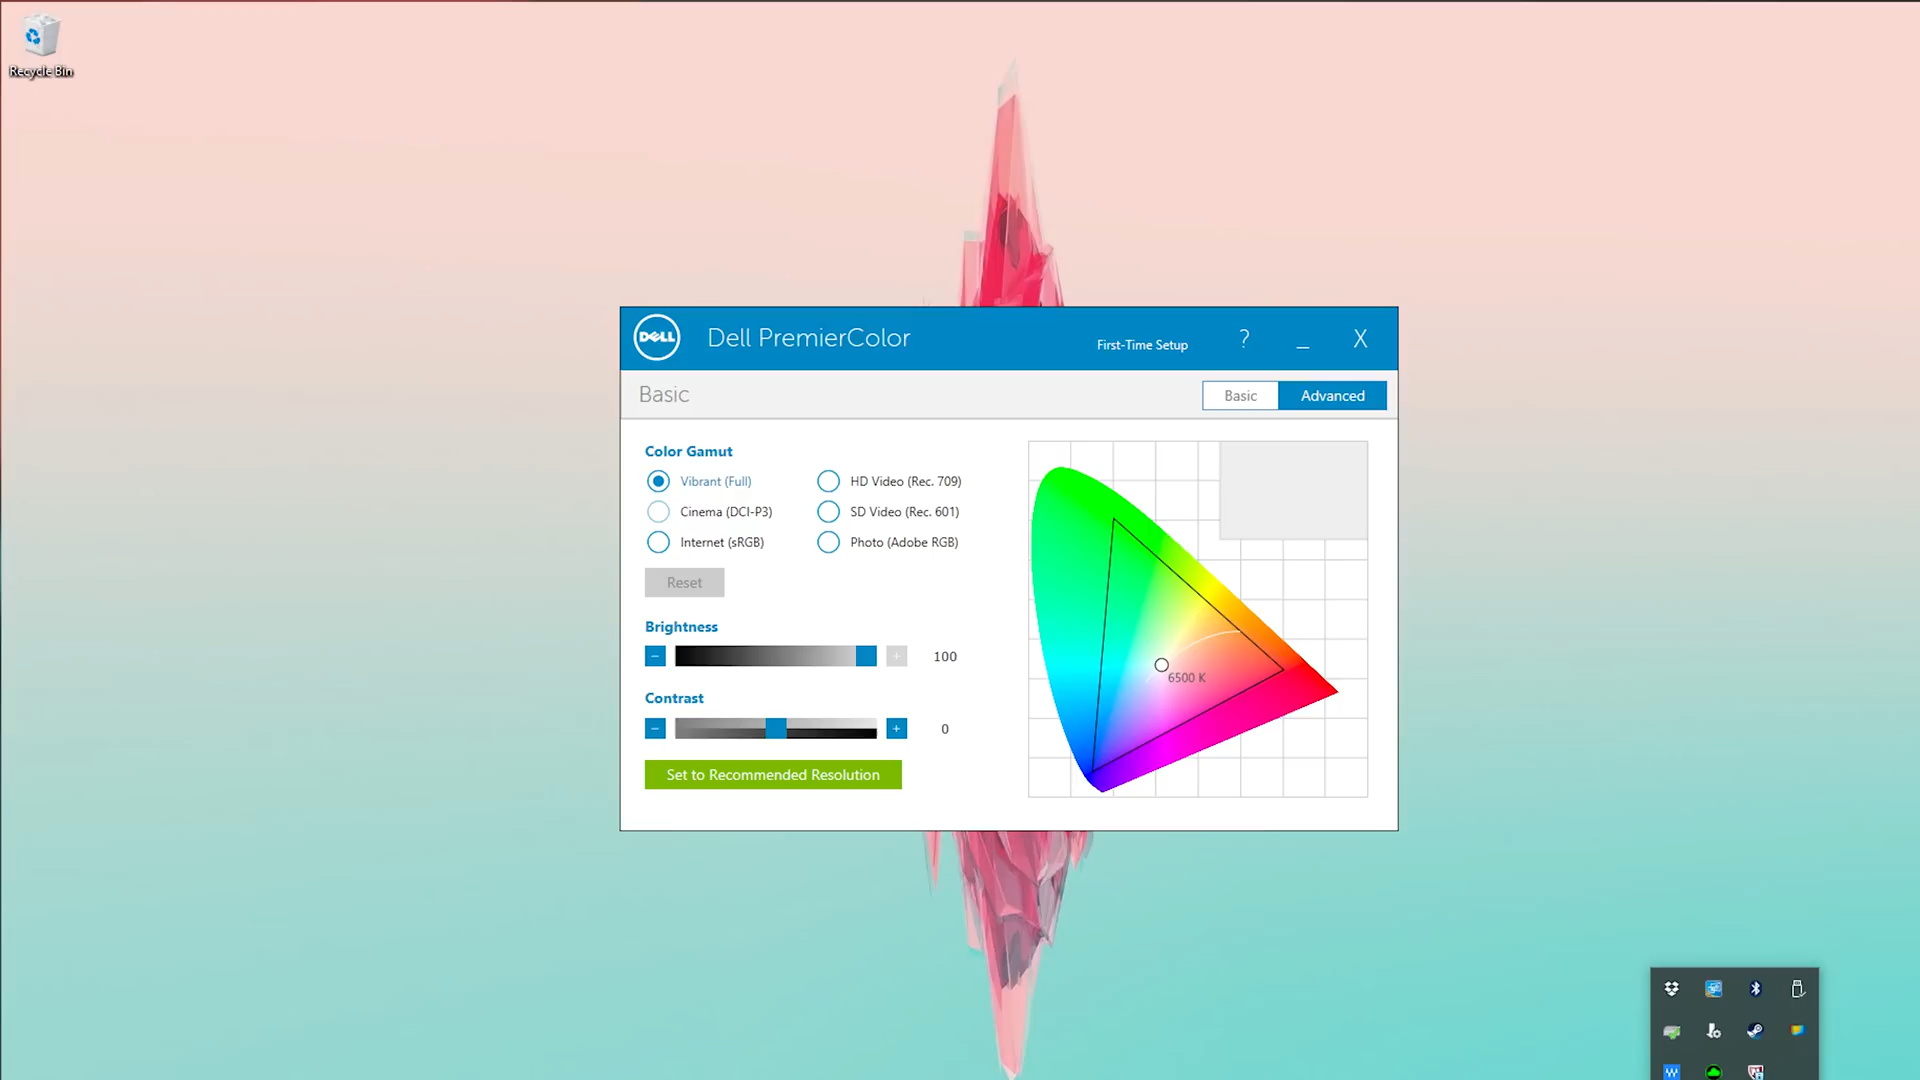 Recycle Bin
DELL
Dell PremierColor
First-Time Setup
?
_
X
Basic
Basic
Advanced
Color Gamut
Vibrant (Full)
HD Video (Rec. 709)
Cinema (DCI-P3)
SD Video (Rec. 601)
Internet (sRGB)
Photo (Adobe RGB)
Reset
Brightness
− + 100
6500 K
Contrast
− + 0
Set to Recommended Resolution
W